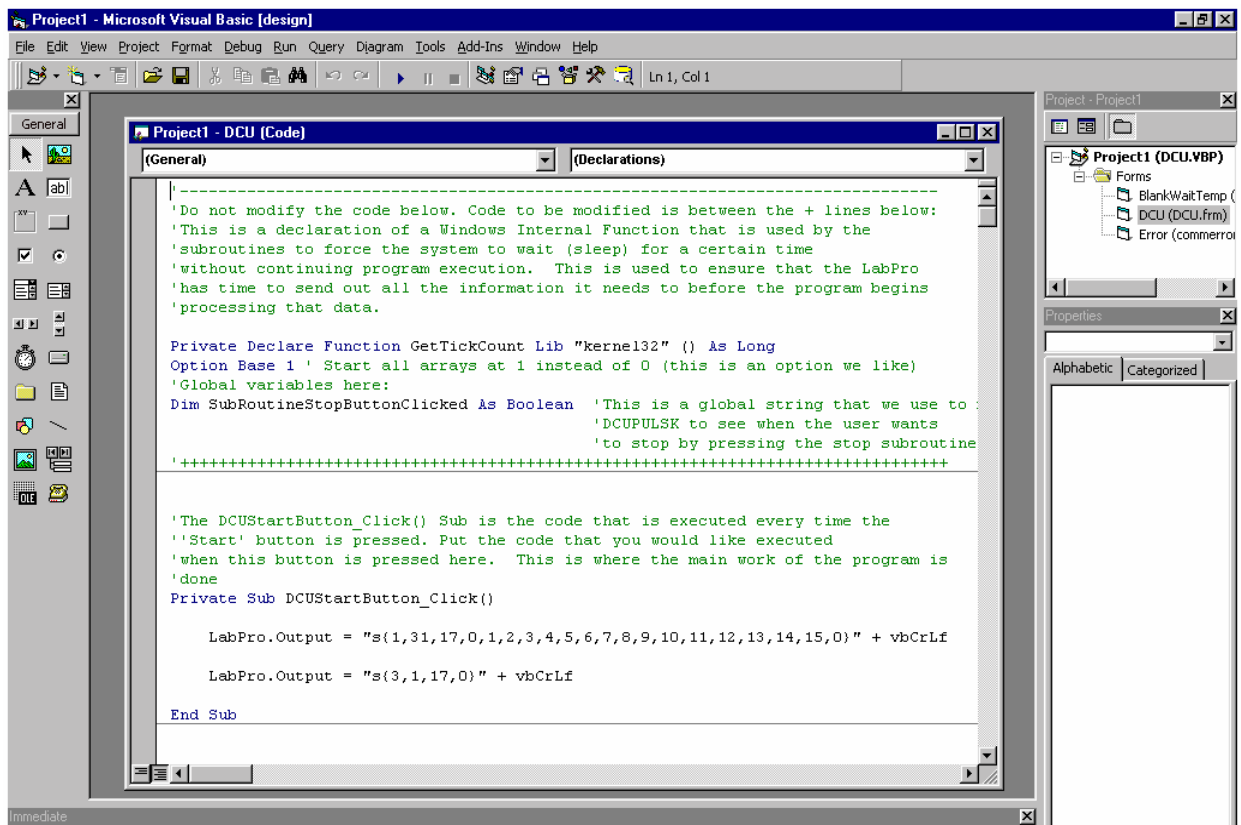 Project1 - Microsoft Visual Basic [design]
File Edit View Project Format Debug Run Query Diagram Tools Add-Ins Window Help
Ln 1, Col 1
General
A ab|
XV
OLE
Project1 - DCU (Code)
(General) (Declarations)
'-------------------------------------------------------------------------------
'Do not modify the code below. Code to be modified is between the + lines below:
'This is a declaration of a Windows Internal Function that is used by the
'subroutines to force the system to wait (sleep) for a certain time
'without continuing program execution.  This is used to ensure that the LabPro
'has time to send out all the information it needs to before the program begins
'processing that data.
Private Declare Function GetTickCount Lib "kernel32" () As Long
Option Base 1 ' Start all arrays at 1 instead of 0 (this is an option we like)
'Global variables here:
Dim SubRoutineStopButtonClicked As Boolean  'This is a global string that we use to
'DCUPULSK to see when the user wants
'to stop by pressing the stop subroutine
'++++++++++++++++++++++++++++++++++++++++++++++++++++++++++++++++++++++++++++++++
'The DCUStartButton_Click() Sub is the code that is executed every time the
''Start' button is pressed. Put the code that you would like executed
'when this button is pressed here.  This is where the main work of the program is
'done
Private Sub DCUStartButton_Click()
LabPro.Output = "s{1,31,17,0,1,2,3,4,5,6,7,8,9,10,11,12,13,14,15,0}" + vbCrLf
LabPro.Output = "s{3,1,17,0}" + vbCrLf
End Sub
Project - Project1
Project1 (DCU.VBP)
Forms
BlankWaitTemp (
DCU (DCU.frm)
Error (commerror
Properties
Alphabetic Categorized
Immediate